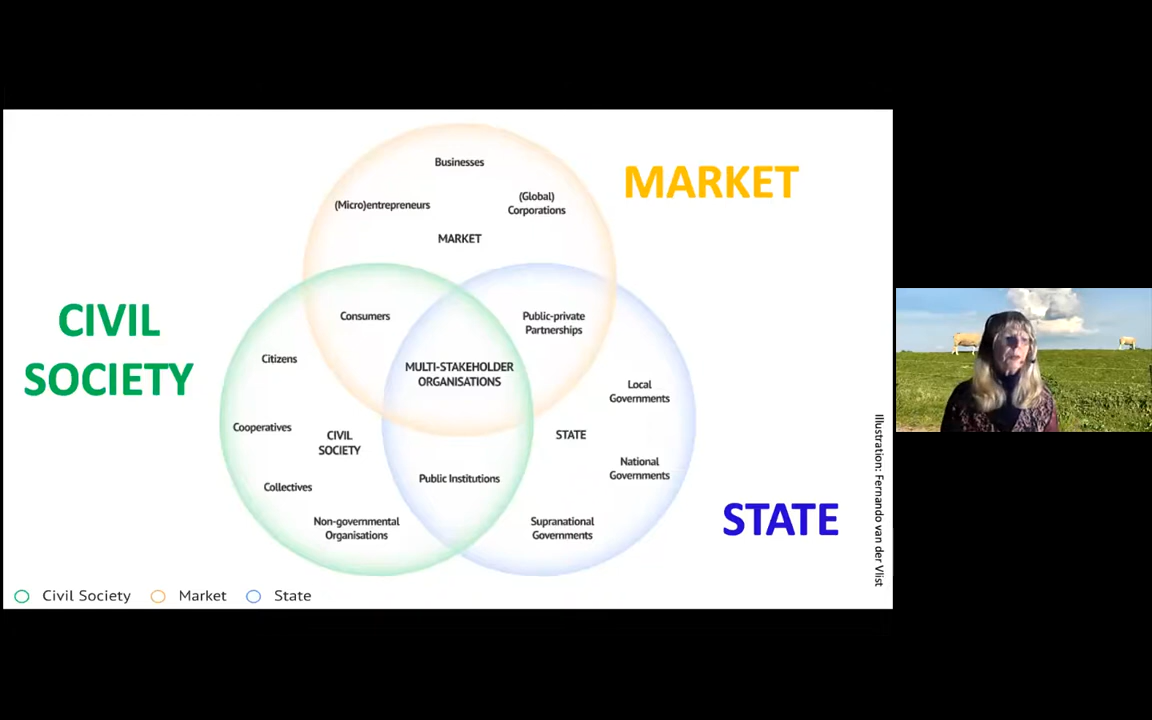 Businesses
(Micro)entrepreneurs
(Global)
Corporations
MARKET
MARKET
CIVIL
SOCIETY
Consumers
Public-private
Partnerships
Citizens
MULTI-STAKEHOLDER
ORGANISATIONS
Local
Governments
Cooperatives
CIVIL
SOCIETY
STATE
National
Governments
Collectives
Public Institutions
Non-governmental
Organisations
Supranational
Governments
STATE
Illustration: Fernando van der Vlist
Civil Society
Market
State